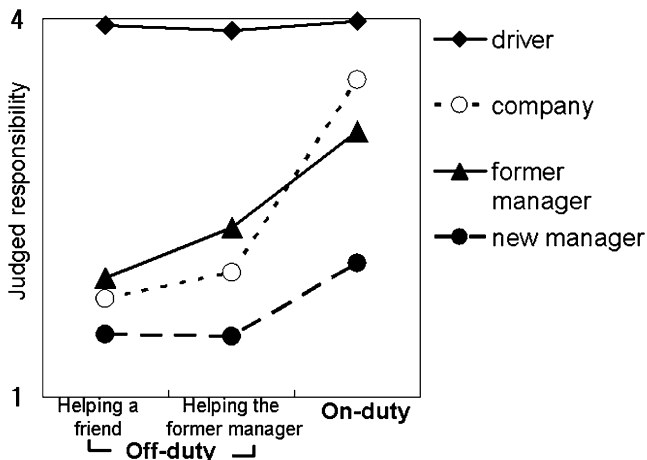 4
Judged responsibility
1
Helping a
friend
Helping the
former manager
On-duty
Off-duty
driver
company
former
manager
new manager